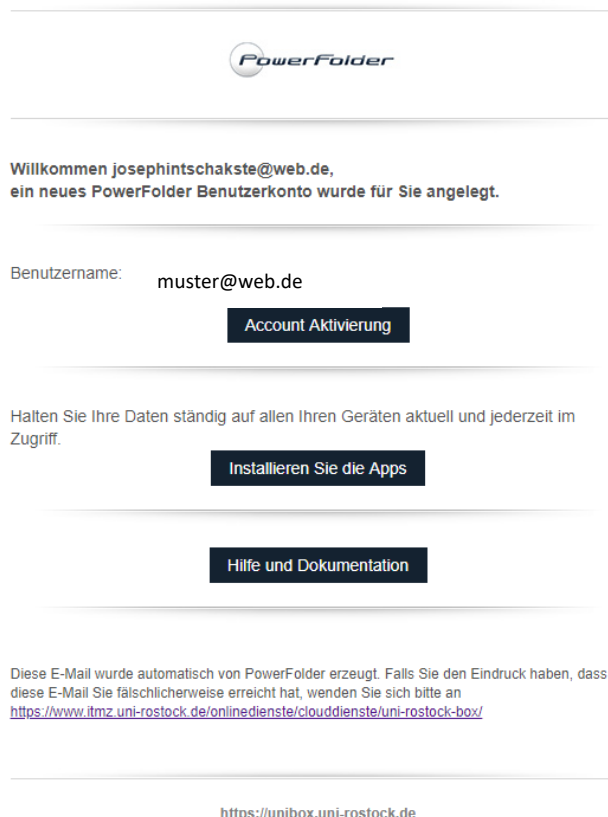 PowerFolder
Willkommen josephintschakste@web.de,
ein neues PowerFolder Benutzerkonto wurde für Sie angelegt.
Benutzername: muster@web.de
Account Aktivierung
Halten Sie Ihre Daten ständig auf allen Ihren Geräten aktuell und jederzeit im
Zugriff.
Installieren Sie die Apps
Hilfe und Dokumentation
Diese E-Mail wurde automatisch von PowerFolder erzeugt. Falls Sie den Eindruck haben, dass
diese E-Mail Sie fälschlicherweise erreicht hat, wenden Sie sich bitte an
https://www.itmz.uni-rostock.de/onlinedienste/clouddienste/uni-rostock-box/
https://unibox.uni-rostock.de